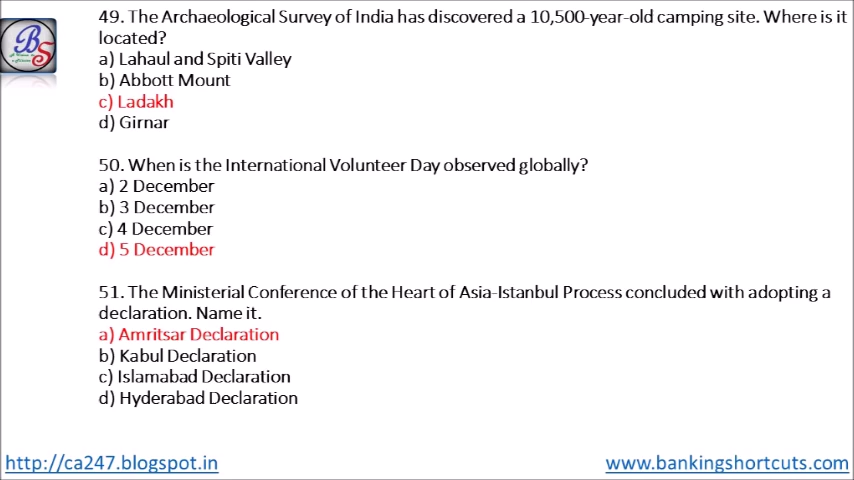 BS
49. The Archaeological Survey of India has discovered a 10,500-year-old camping site. Where is it
located?
a) Lahaul and Spiti Valley
b) Abbott Mount
c) Ladakh
d) Girnar
50. When is the International Volunteer Day observed globally?
a) 2 December
b) 3 December
c) 4 December
d) 5 December
51. The Ministerial Conference of the Heart of Asia-Istanbul Process concluded with adopting a
declaration. Name it.
a) Amritsar Declaration
b) Kabul Declaration
c) Islamabad Declaration
d) Hyderabad Declaration
http://ca247.blogspot.in
www.bankingshortcuts.com